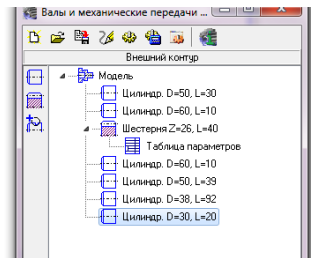 Валы и механические передачи ...
Внешний контур
Модель
Цилиндр. D=50, L=30
Цилиндр. D=60, L=10
Шестерня Z=26, L=40
Таблица параметров
Цилиндр. D=60, L=10
Цилиндр. D=50, L=39
Цилиндр. D=38, L=92
Цилиндр. D=30, L=20